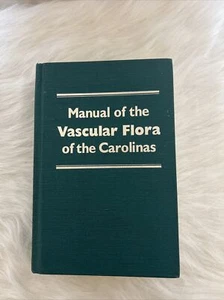 Manual of the
Vascular Flora
of the Carolinas